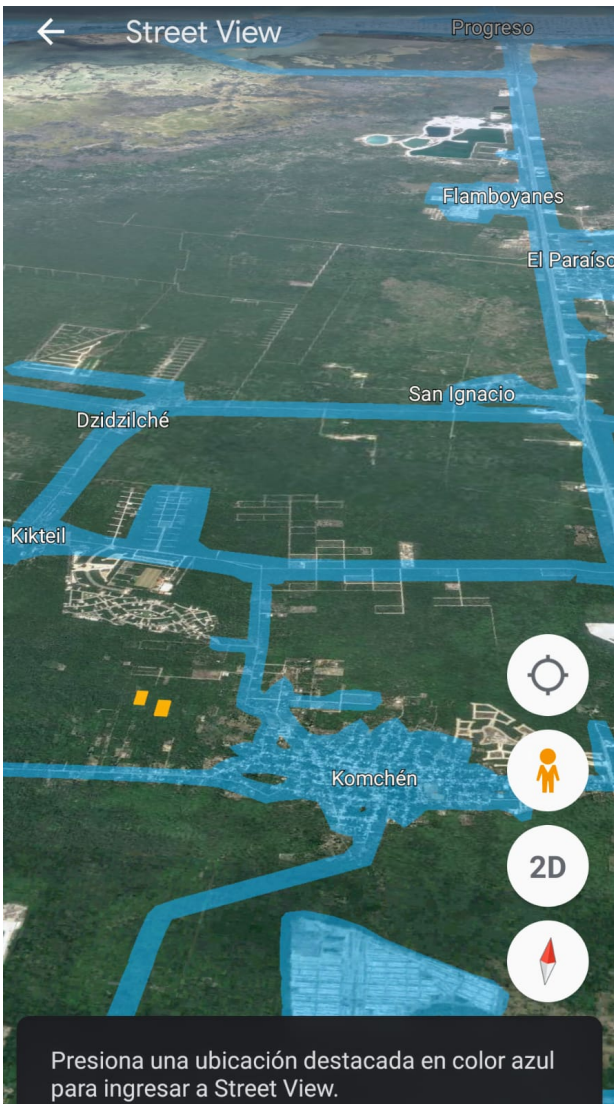 Street View
Progreso
Flamboyanes
El Paraíso
San Ignacio
Dzidzilché
Kikteil
Komchén
2D
Presiona una ubicación destacada en color azul
para ingresar a Street View.